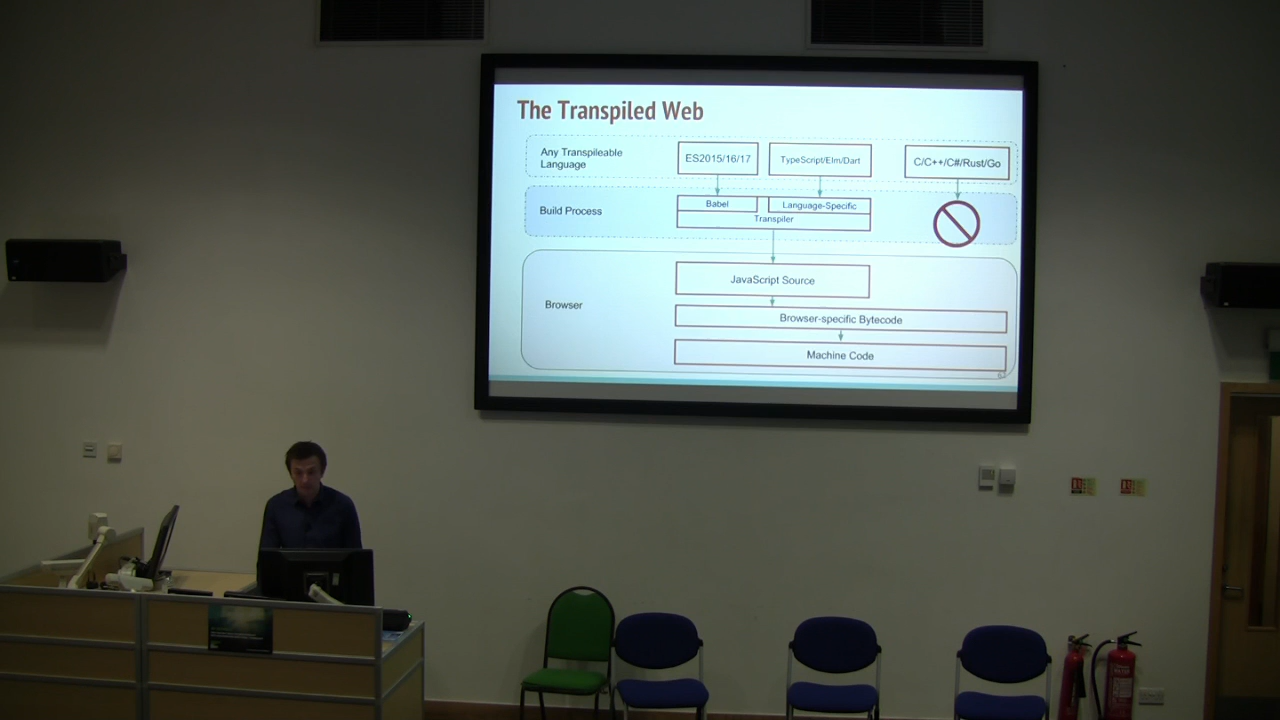 The Transpiled Web
Any Transpileable
Language
ES2015/16/17
TypeScript/Elm/Dart
C/C++/C#/Rust/Go
Build Process
Babel
Language-Specific
Transpiler
Browser
JavaScript Source
Browser-specific Bytecode
Machine Code